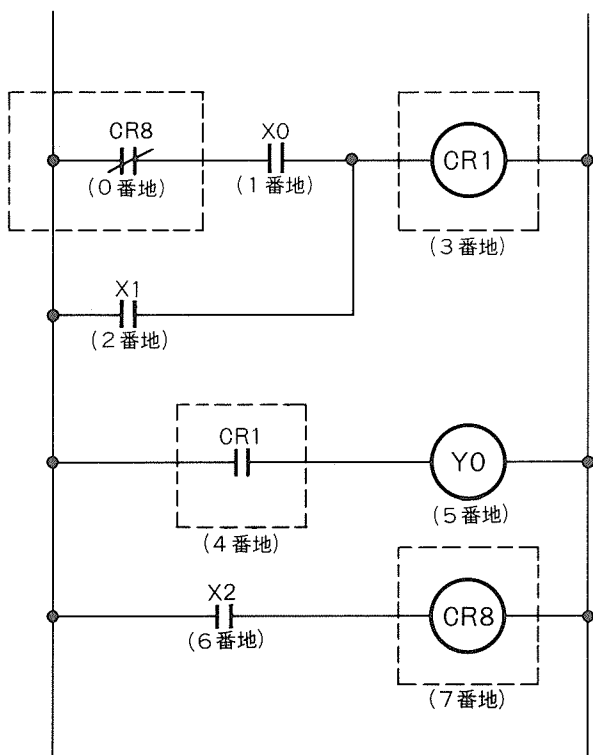 CR8
(0番地)
X0
(1番地)
CR1
(3番地)
X1
(2番地)
CR1
(4番地)
Y0
(5番地)
X2
(6番地)
CR8
(7番地)